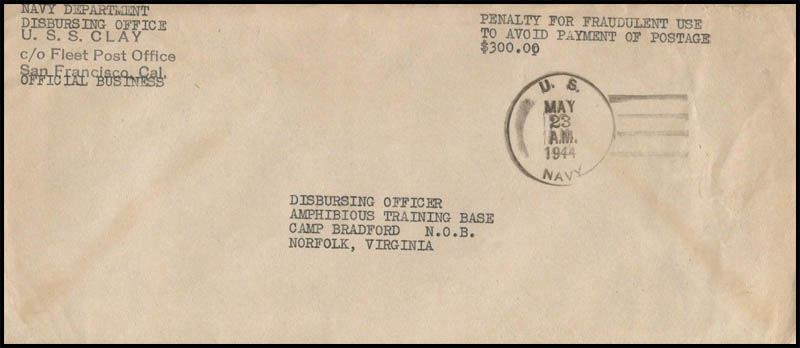 NAVY DEPARTMENT
DISBURSING OFFICE
U. S. S. CLAY
c/o Fleet Post Office
San Francisco, Cal.
OFFICIAL BUSINESS
PENALTY FOR FRAUDULENT USE
TO AVOID PAYMENT OF POSTAGE
$300.00
U. S.
MAY
23
A.M.
1944
NAVY
DISBURSING OFFICER
AMPHIBIOUS TRAINING BASE
CAMP BRADFORD N.O.B.
NORFOLK, VIRGINIA